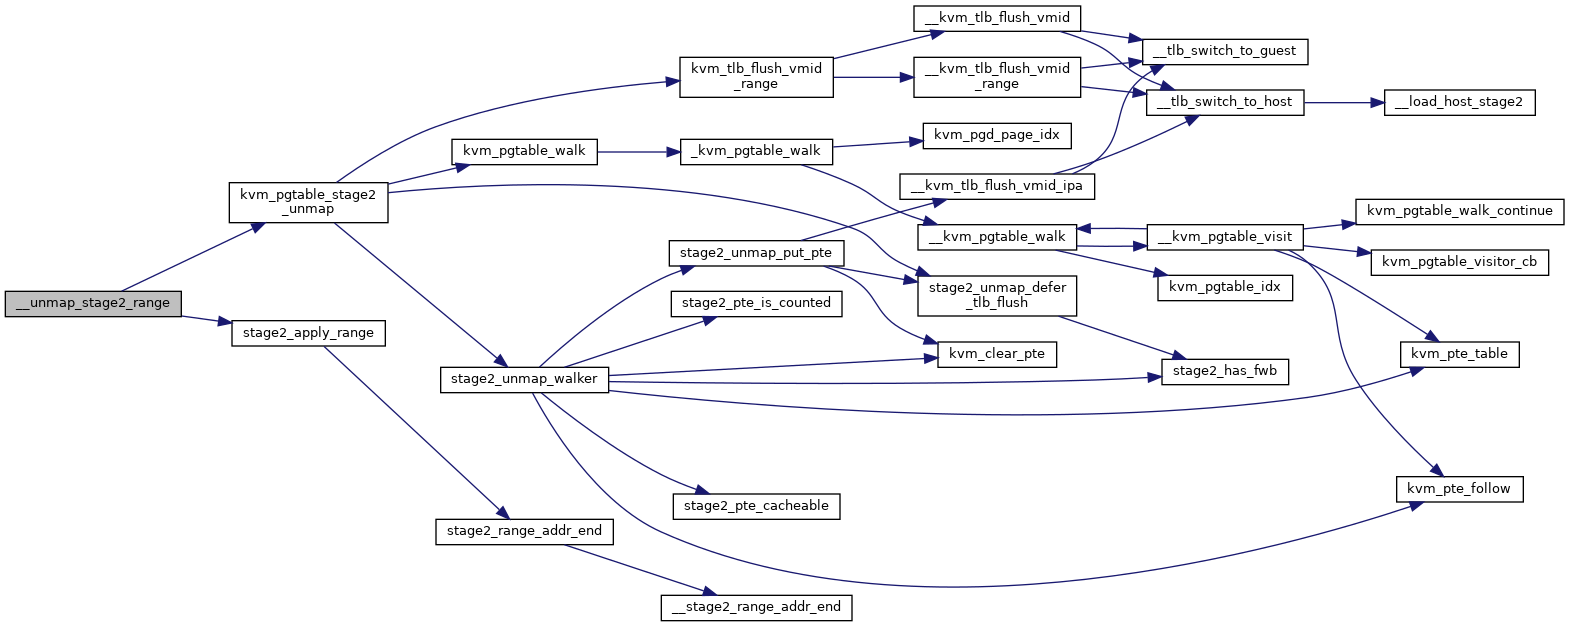 __unmap_stage2_range
kvm_pgtable_stage2
_unmap
stage2_apply_range
kvm_tlb_flush_vmid
_range
kvm_pgtable_walk
stage2_unmap_walker
stage2_range_addr_end
__kvm_tlb_flush_vmid
__kvm_tlb_flush_vmid
_range
_kvm_pgtable_walk
stage2_unmap_put_pte
stage2_pte_is_counted
stage2_pte_cacheable
__stage2_range_addr_end
kvm_pgd_page_idx
__kvm_tlb_flush_vmid_ipa
__kvm_pgtable_walk
stage2_unmap_defer
_tlb_flush
kvm_clear_pte
__tlb_switch_to_guest
__tlb_switch_to_host
__kvm_pgtable_visit
kvm_pgtable_idx
stage2_has_fwb
__load_host_stage2
kvm_pgtable_walk_continue
kvm_pgtable_visitor_cb
kvm_pte_table
kvm_pte_follow